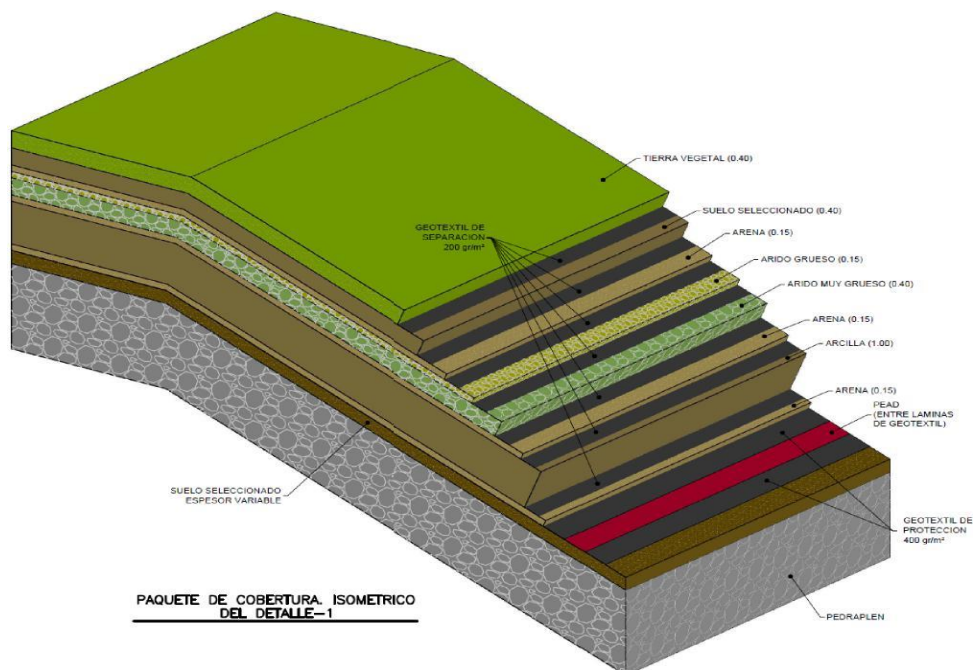 TIERRA VEGETAL (0.40)
SUELO SELECCIONADO (0.40)
GEOTEXTIL DE
SEPARACION
200 gr/m²
ARENA (0.15)
ARIDO GRUESO (0.15)
ARIDO MUY GRUESO (0.40)
ARENA (0.15)
ARCILLA (1.00)
ARENA (0.15)
PEAD
(ENTRE LAMINAS
DE GEOTEXTIL)
SUELO SELECCIONADO
ESPESOR VARIABLE
GEOTEXTIL DE
PROTECCION
400 gr/m²
PAQUETE DE COBERTURA. ISOMETRICO
DEL DETALLE-1
PEDRAPLEN